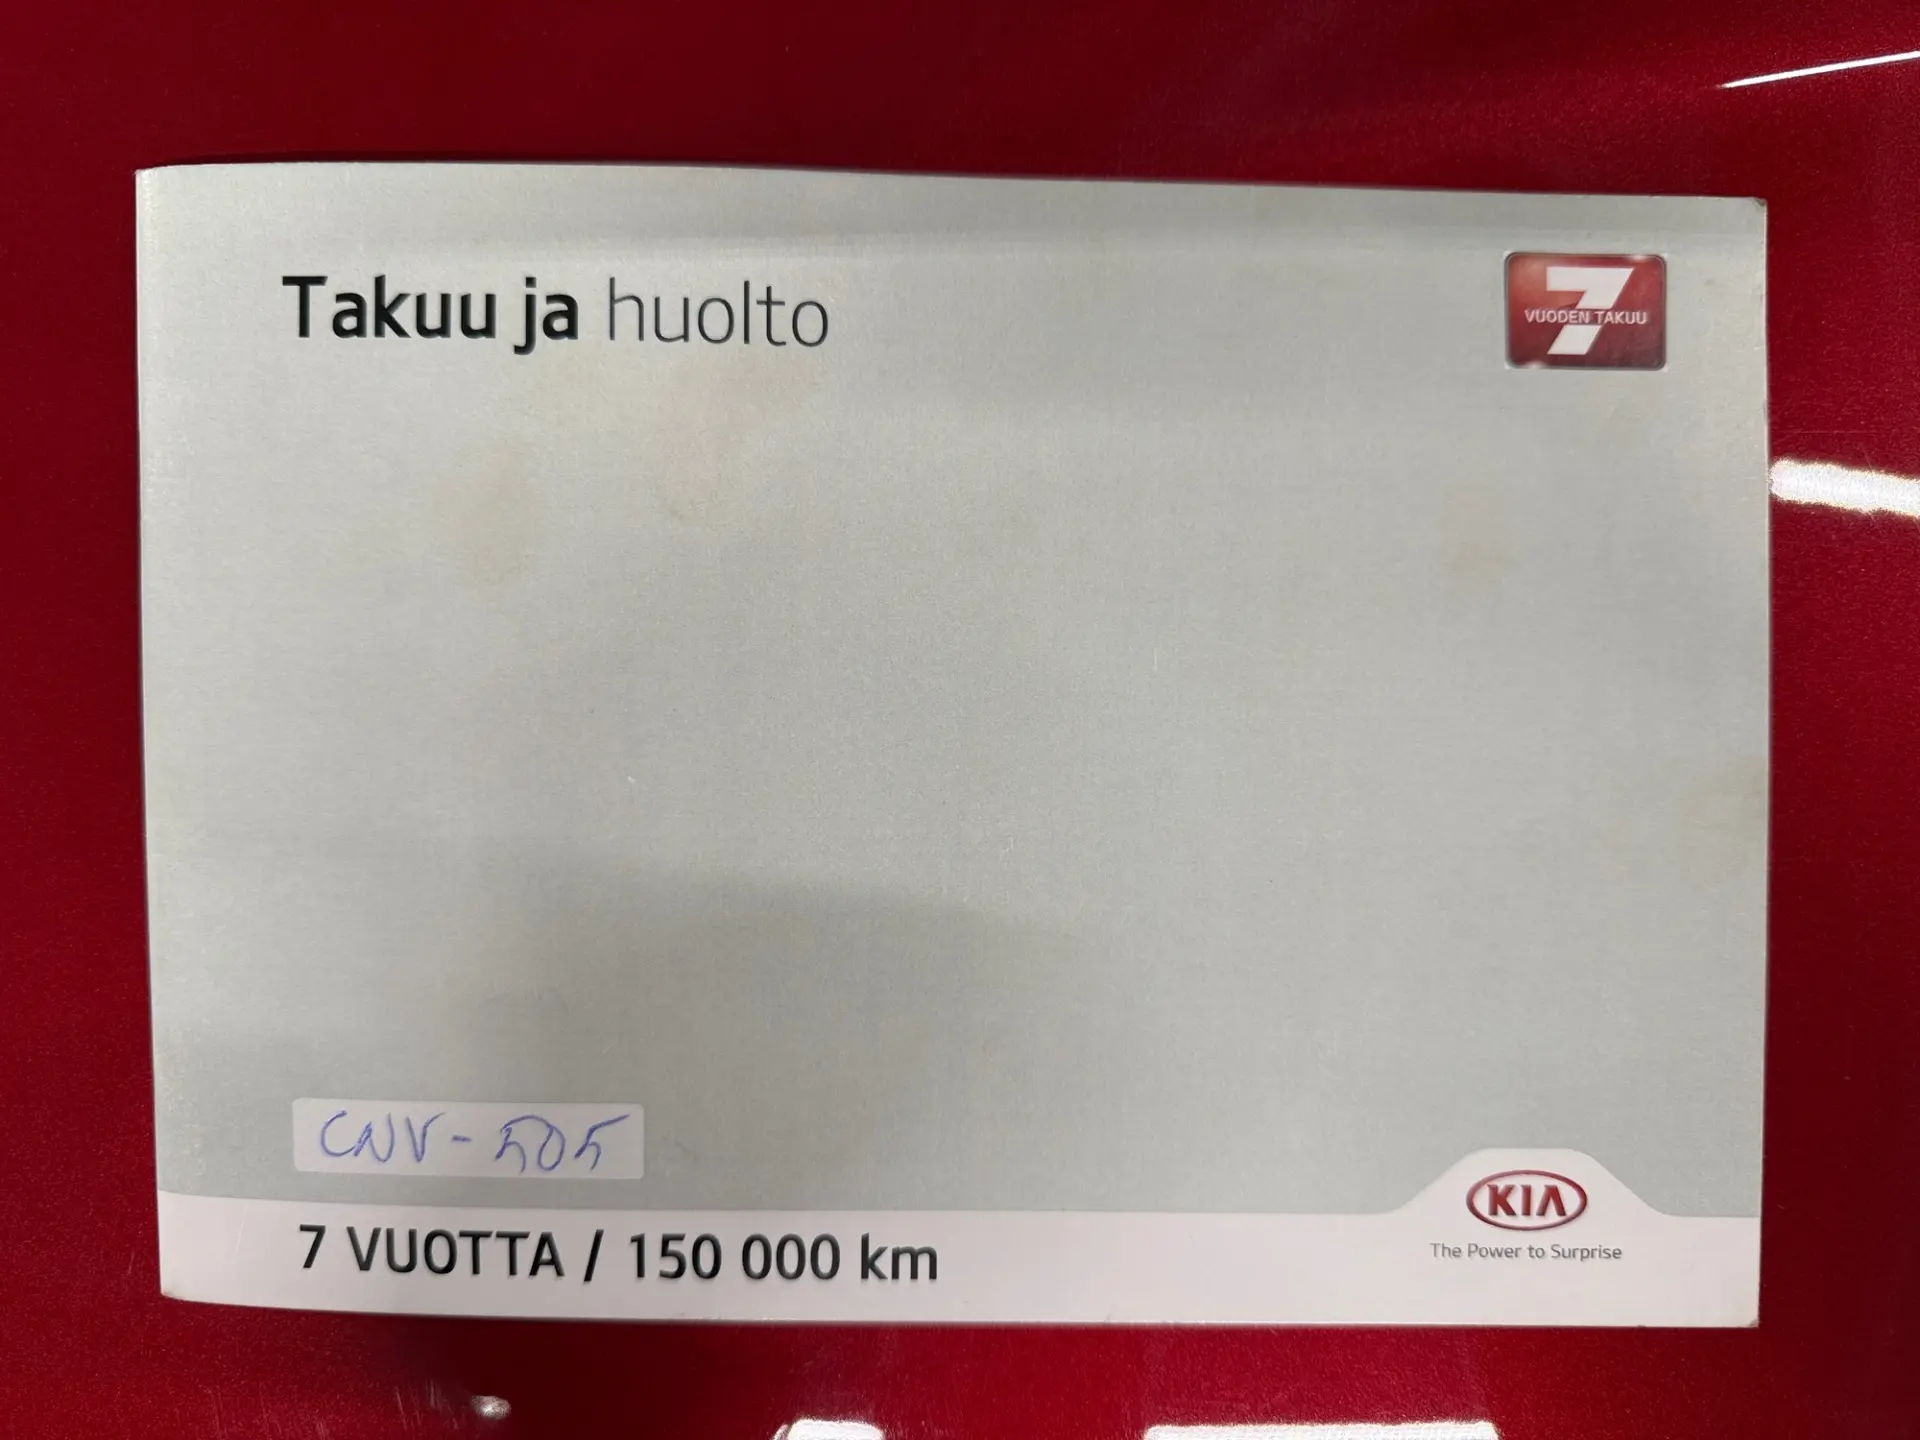 Takuu ja huolto
7
VUODEN TAKUU
CNV-505
7 VUOTTA / 150 000 km
KIA
The Power to Surprise